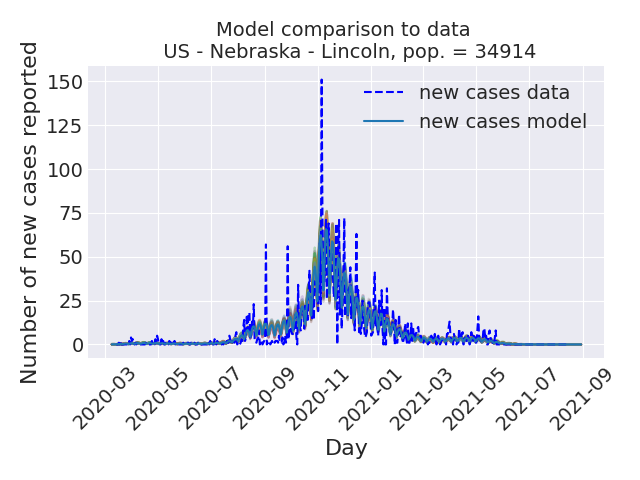 Model comparison to data
US - Nebraska - Lincoln, pop. = 34914
Number of new cases reported
150
125
100
75
50
25
0
new cases data
new cases model
2020-03
2020-05
2020-07
2020-09
2020-11
2021-01
2021-03
2021-05
2021-07
2021-09
Day